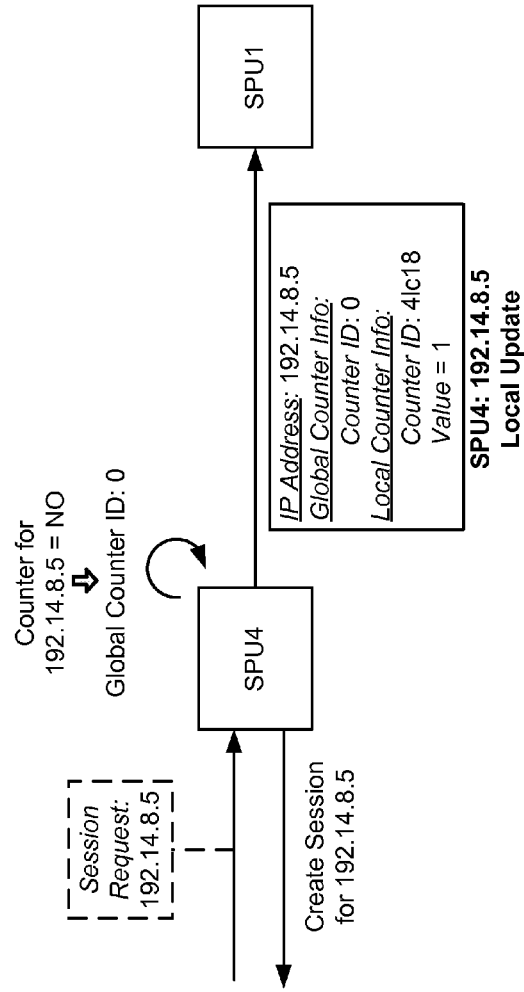 Session
Request:
192.14.8.5
Create Session
for 192.14.8.5
Counter for
192.14.8.5 = NO
Global Counter ID: 0
SPU4
IP Address: 192.14.8.5
Global Counter Info:
Counter ID: 0
Local Counter Info:
Counter ID: 4lc18
Value = 1
SPU4: 192.14.8.5
Local Update
SPU1